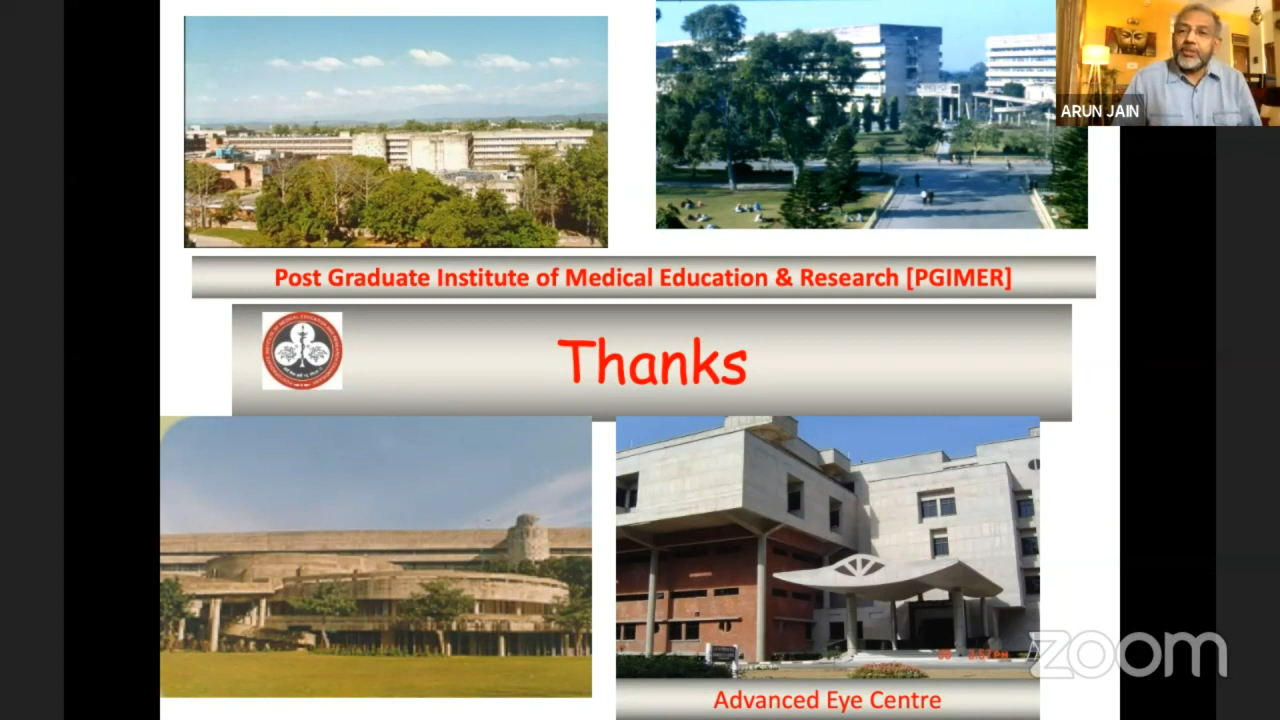 ARUN JAIN
Post Graduate Institute of Medical Education & Research [PGIMER]
Thanks
Advanced Eye Centre
zoom